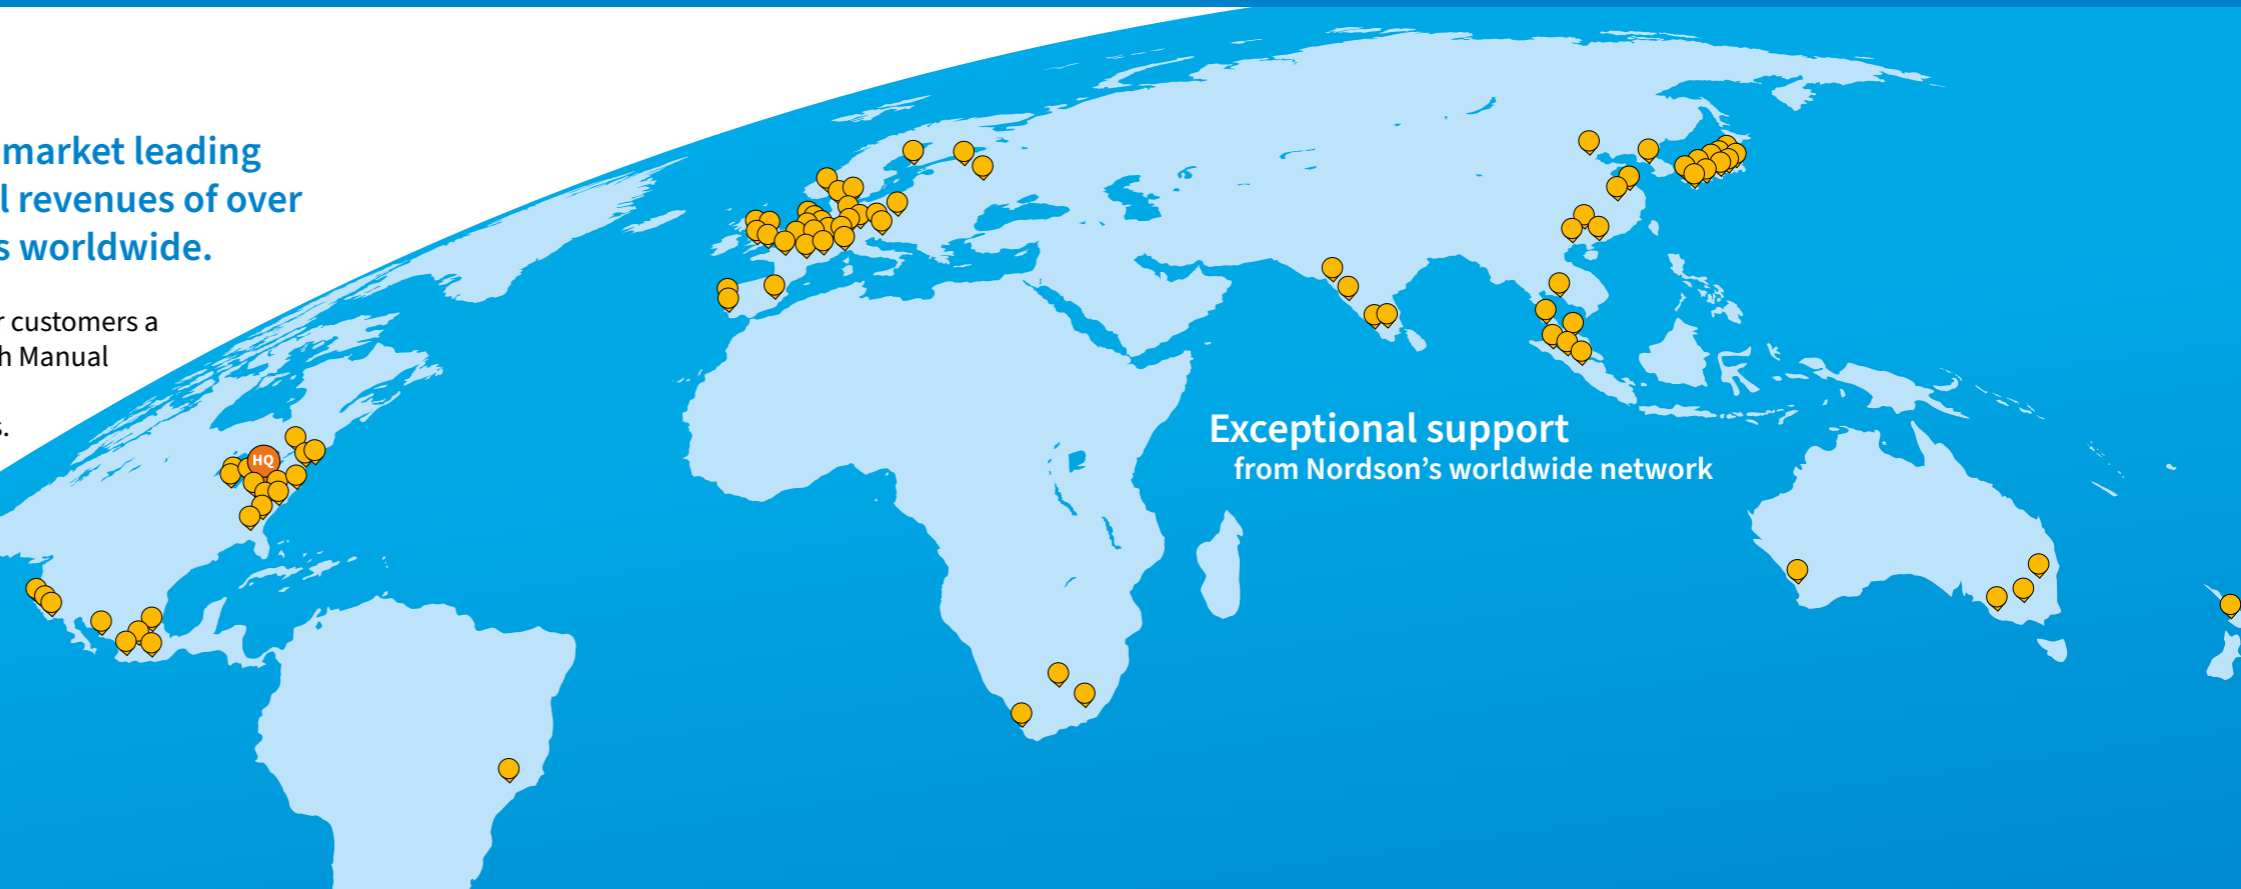 market leading
l revenues of over
s worldwide.
r customers a
h Manual
s.
HQ
Exceptional support
from Nordson’s worldwide network